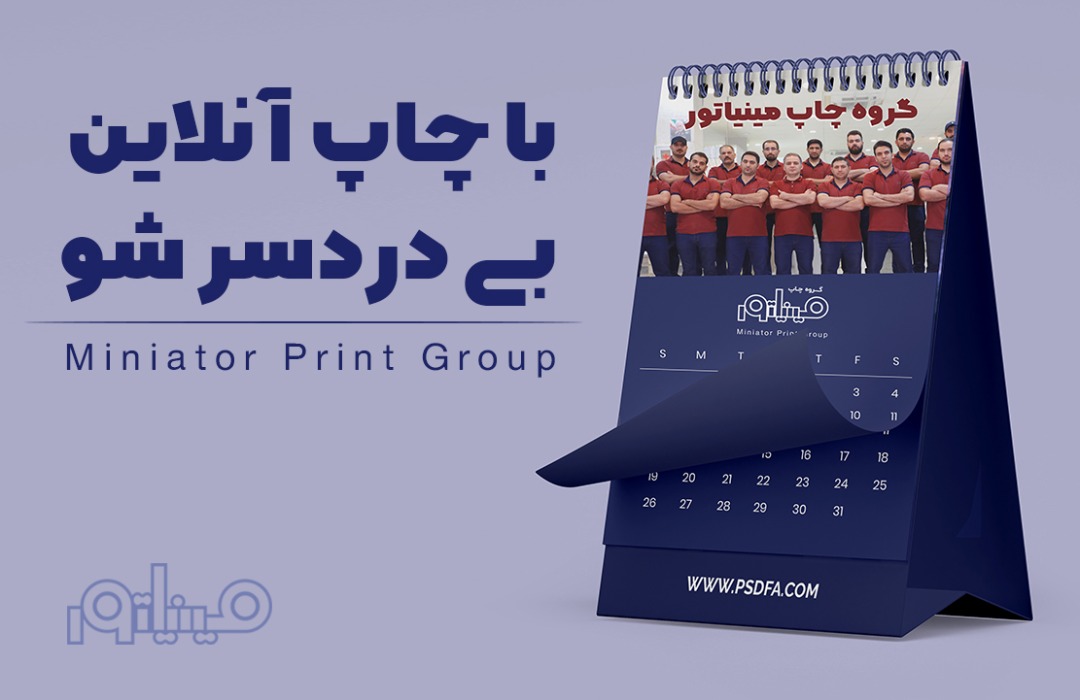 با چاپ آنلاین
بی دردسر شو
Miniator Print Group
مینیاتور
گروه چاپ مینیاتور
گروه چاپ
مینیاتور
Miniator Print Group
S M T T F S
3 4
10 11
15 16 17 18
19 20 21 22 23 24 25
26 27 28 29 30 31
WWW.PSDFA.COM